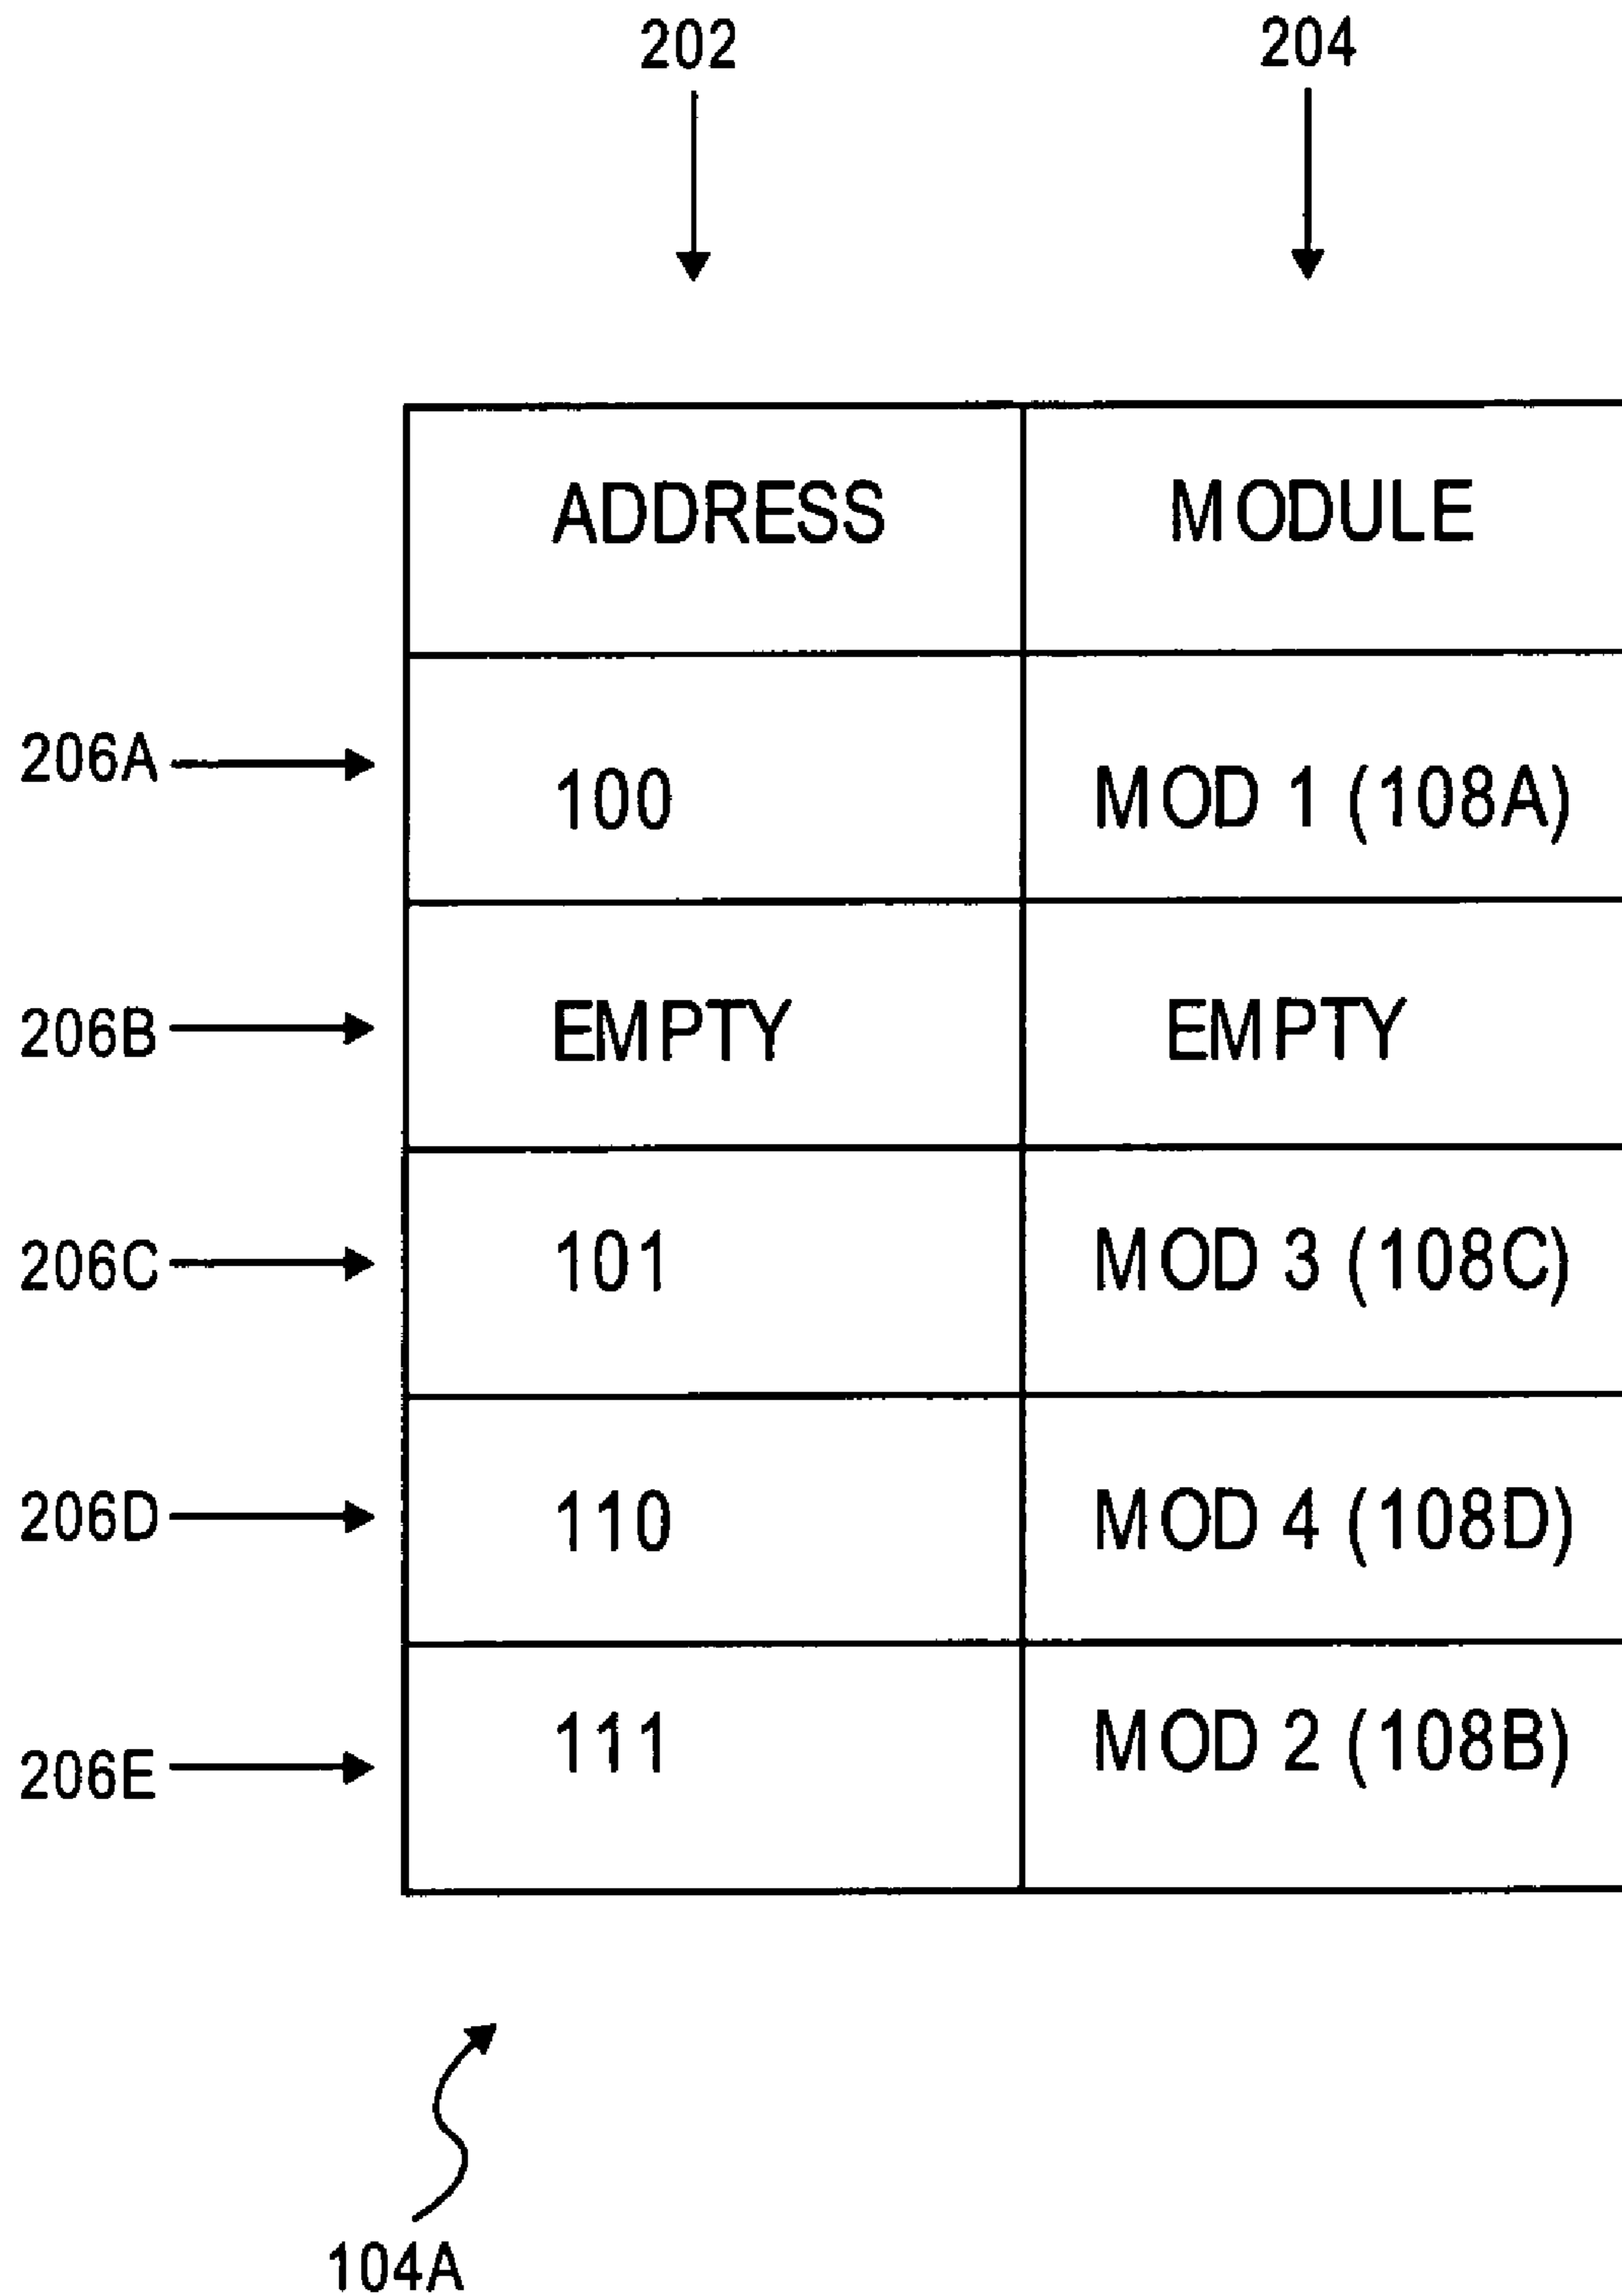 202 204
ADDRESS MODULE
206A 100 MOD 1 (108A)
206B EMPTY EMPTY
206C 101 MOD 3 (108C)
206D 110 MOD 4 (108D)
206E 111 MOD 2 (108B)
104A